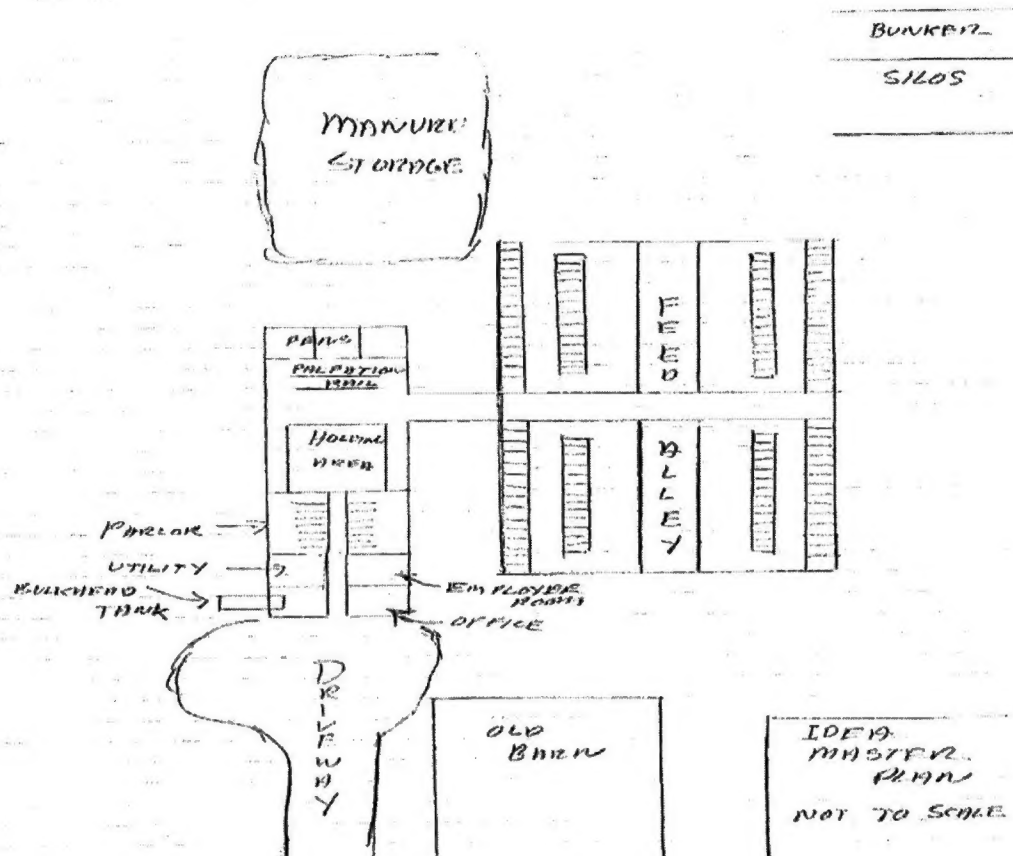 BUNKER
SILOS
MANURE
STORAGE
PENS
PALPATION
RAIL
FEED
ALLEY
HOLDING
AREA
PARLOR
UTILITY
BULKHEAD
TANK
EMPLOYEE
ROOM
OFFICE
DRIVEWAY
OLD
BARN
IDEA
MASTER
PLAN
NOT TO SCALE